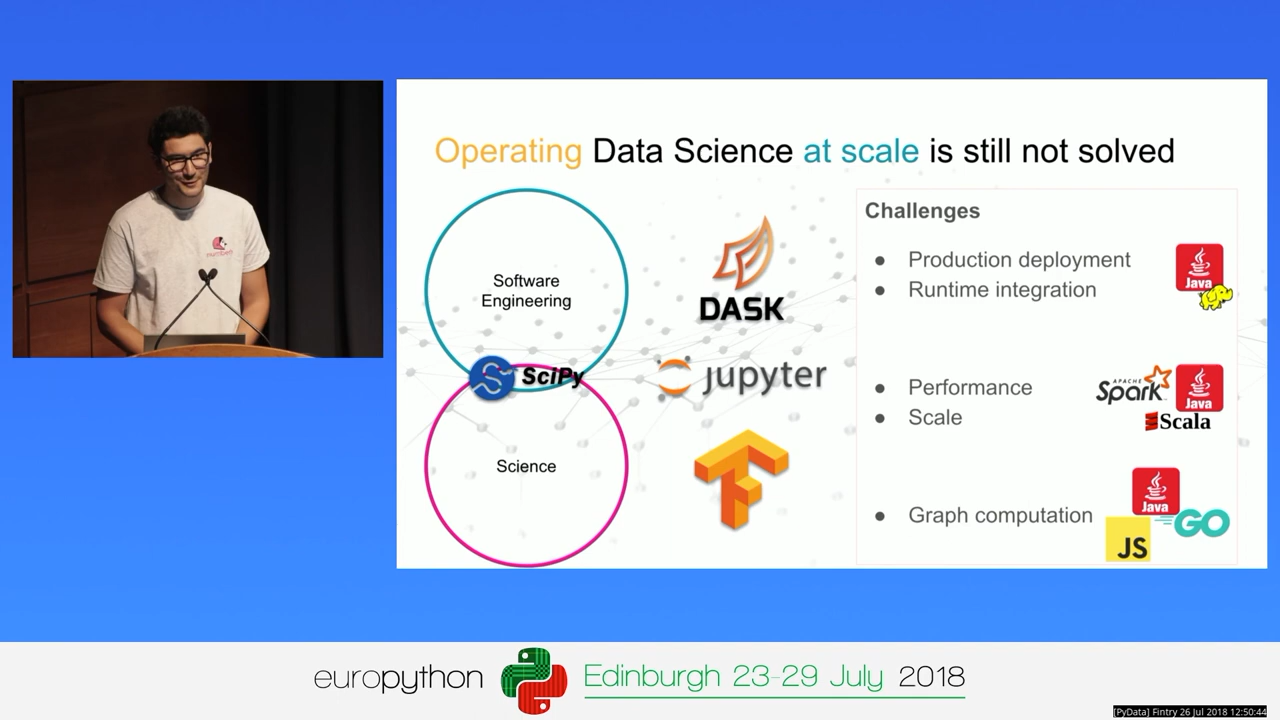 Operating Data Science at scale is still not solved
Software
Engineering
SciPy
Science
DASK
jupyter
Challenges
Production deployment
Runtime integration
Java
Performance
Scale
APACHE
Spark
Java
Scala
Graph computation
Java
GO
JS
europython
Edinburgh 23-29 July 2018
[PyData] Fintry 26 Jul 2018 12:50:44